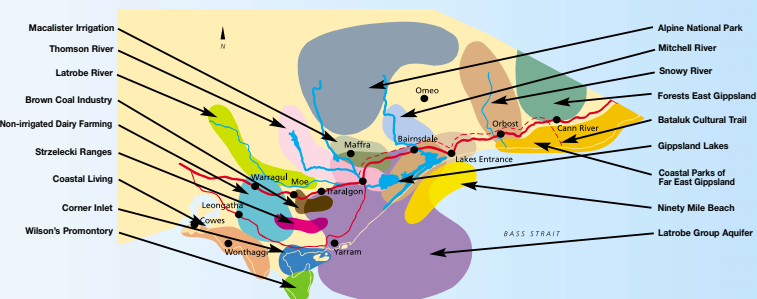 Macalister Irrigation
Thomson River
Latrobe River
Brown Coal Industry
Non-irrigated Dairy Farming
Strzelecki Ranges
Coastal Living
Corner Inlet
Wilson's Promontory
N
Omeo
Maffra
Bairnsdale
Orbost
Cann River
Lakes Entrance
Warragul
Moe
Traralgon
Leongatha
Cowes
Wonthaggi
Yarram
BASS STRAIT
Alpine National Park
Mitchell River
Snowy River
Forests East Gippsland
Bataluk Cultural Trail
Gippsland Lakes
Coastal Parks of
Far East Gippsland
Ninety Mile Beach
Latrobe Group Aquifer